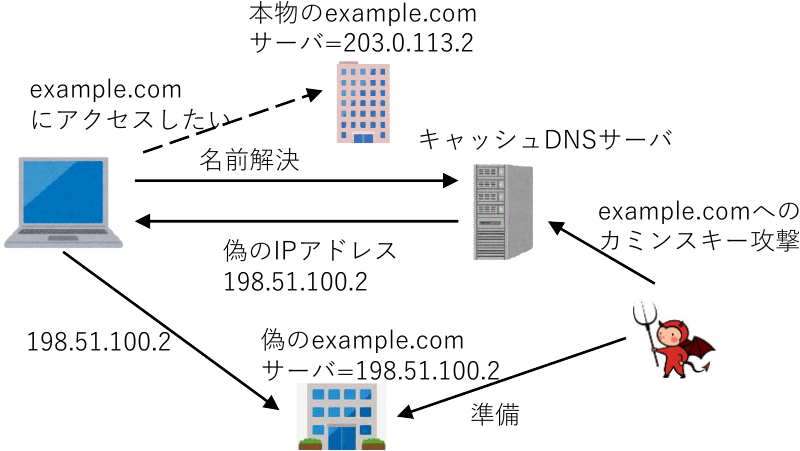 本物のexample.com
サーバ=203.0.113.2
example.com
にアクセスしたい
キャッシュDNSサーバ
名前解決
example.comへの
カミンスキー攻撃
偽のIPアドレス
198.51.100.2
198.51.100.2
偽のexample.com
サーバ=198.51.100.2
準備